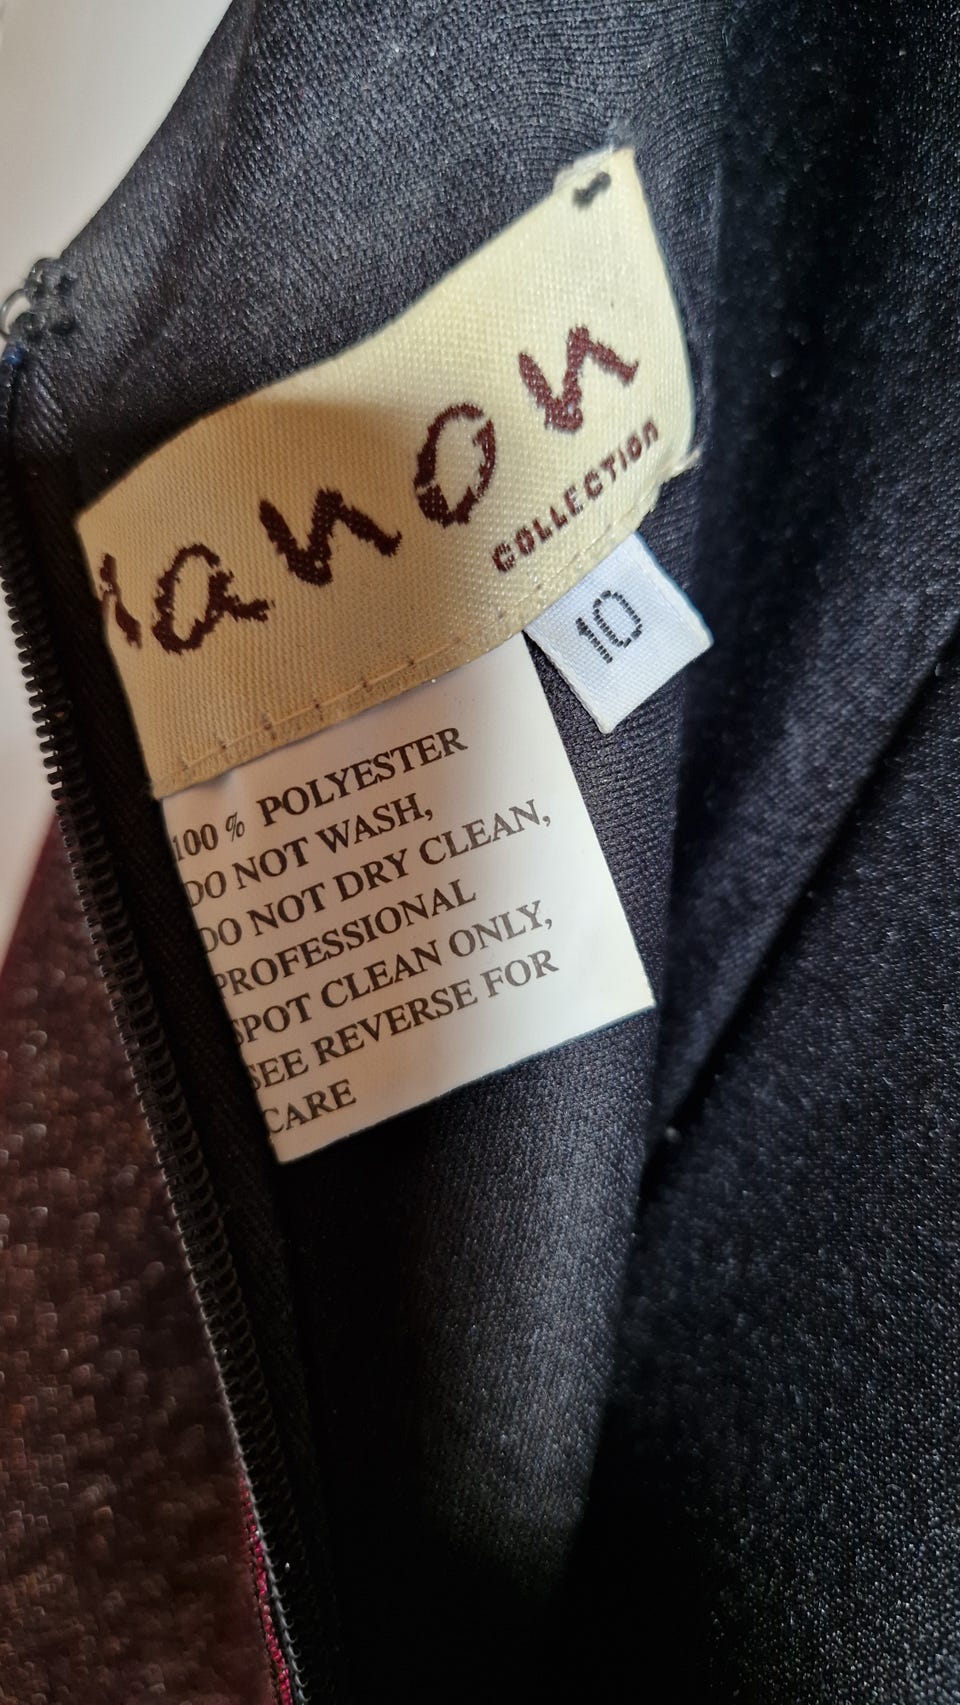 anon
COLLECTION
10
100 % POLYESTER
DO NOT WASH,
DO NOT DRY CLEAN,
PROFESSIONAL
SPOT CLEAN ONLY,
SEE REVERSE FOR
CARE